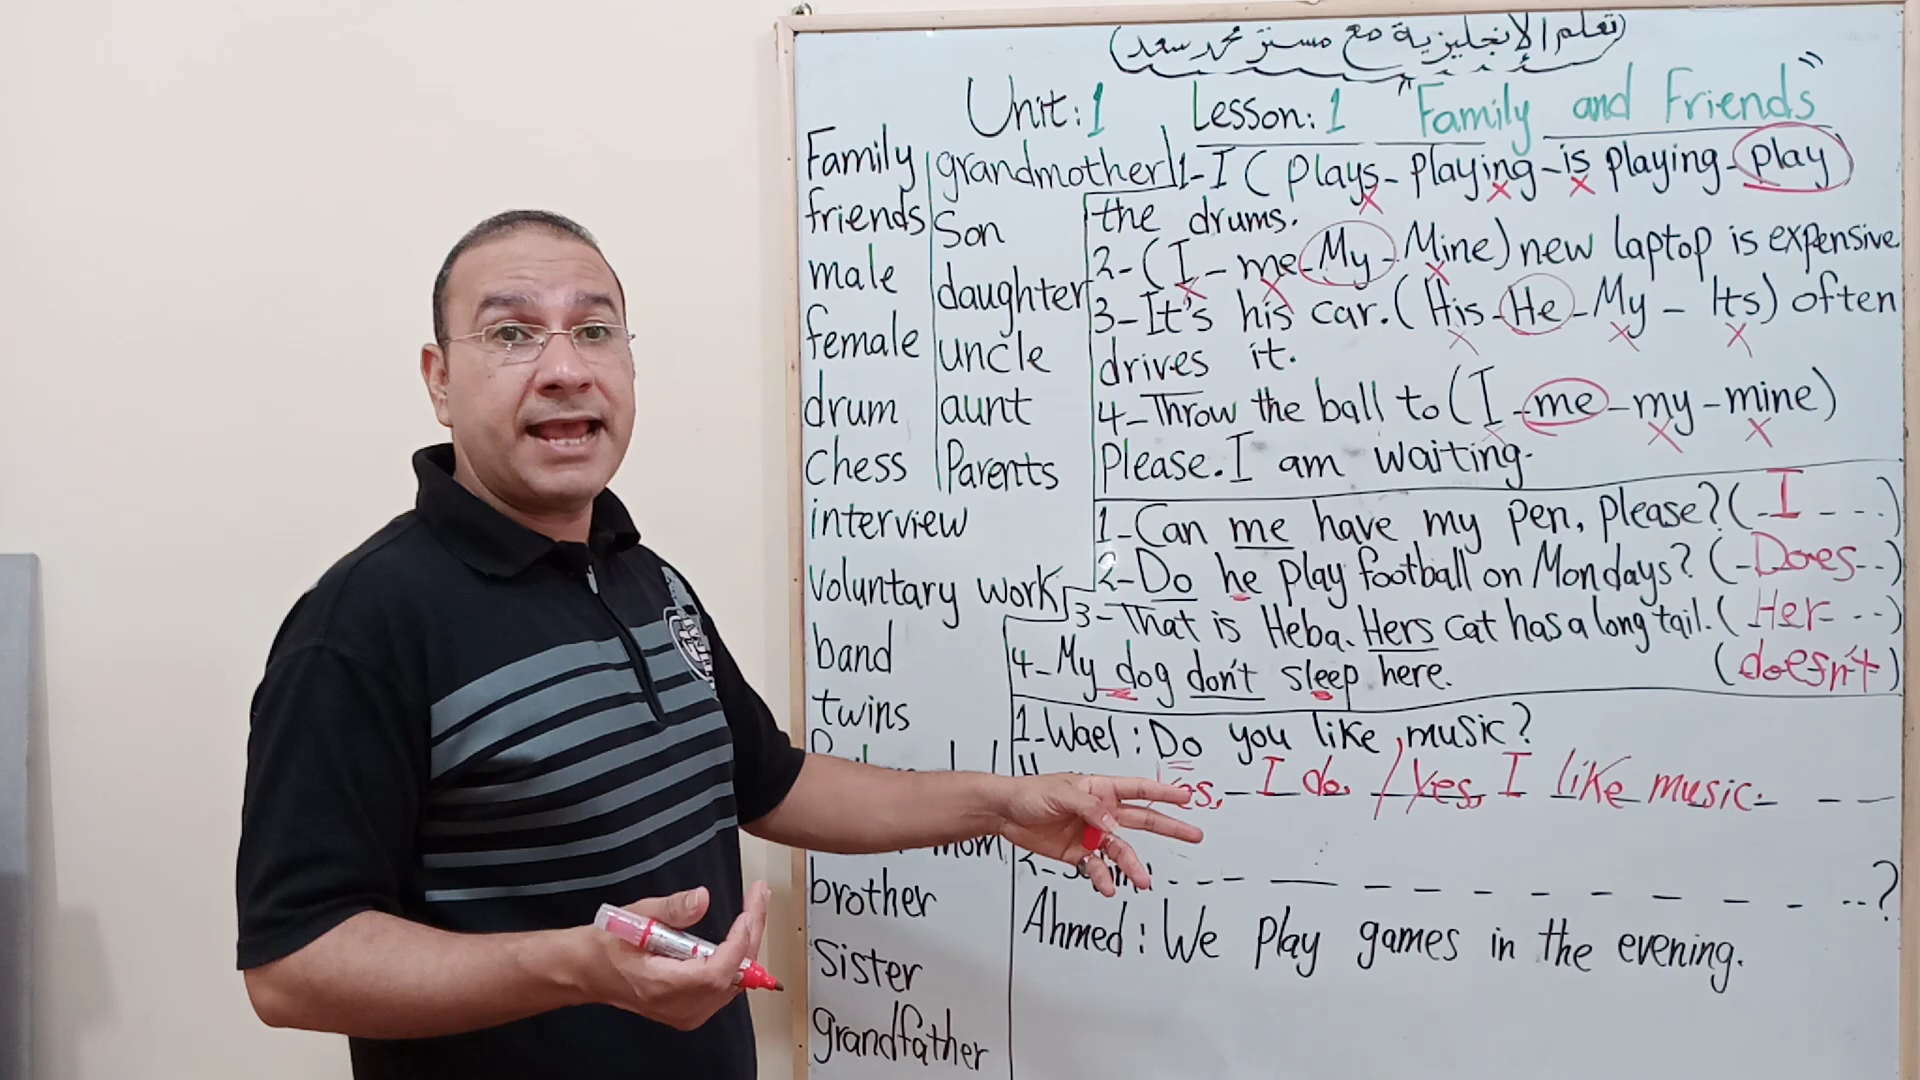 (تعلم الإنجليزية مع مستر محمد سعد)
Unit:1 Lesson:1 "Family and Friends"
Family
friends
male
female
drum
Chess
interview
Voluntary work
band
twins
mom
brother
Sister
grandfather
grandmother
Son
daughter
uncle
aunt
Parents
1-I (plays-playing-is playing-play
the drums.
2-(I-me-My-Mine) new laptop is expensive
3-It's his car.(His-He-My-Its) often
drives it.
4-Throw the ball to (I-me-my-mine)
Please. I am waiting.
1-Can me have my pen, please? (-I---)
2-Do he play football on Mondays? (-Does--)
3-That is Heba. Hers cat has a long tail. (Her---)
4-My dog don't sleep here. (doesn't)
1-Wael: Do you like music?
Yes, I do. / Yes, I like music.
?
Ahmed: We play games in the evening.